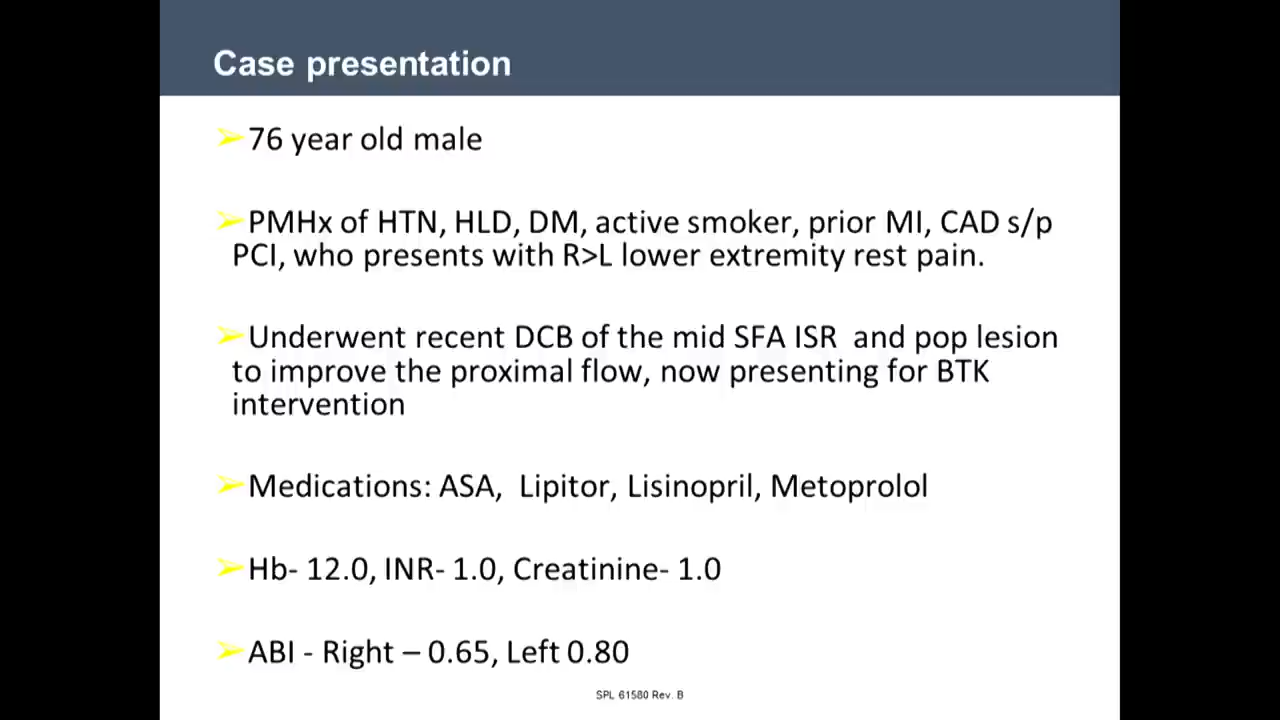 Case presentation
➢76 year old male
➢PMHx of HTN, HLD, DM, active smoker, prior MI, CAD s/p
PCI, who presents with R>L lower extremity rest pain.
➢Underwent recent DCB of the mid SFA ISR  and pop lesion
to improve the proximal flow, now presenting for BTK
intervention
➢Medications: ASA,  Lipitor, Lisinopril, Metoprolol
➢Hb- 12.0, INR- 1.0, Creatinine- 1.0
➢ABI - Right – 0.65, Left 0.80
SPL 61580 Rev. B